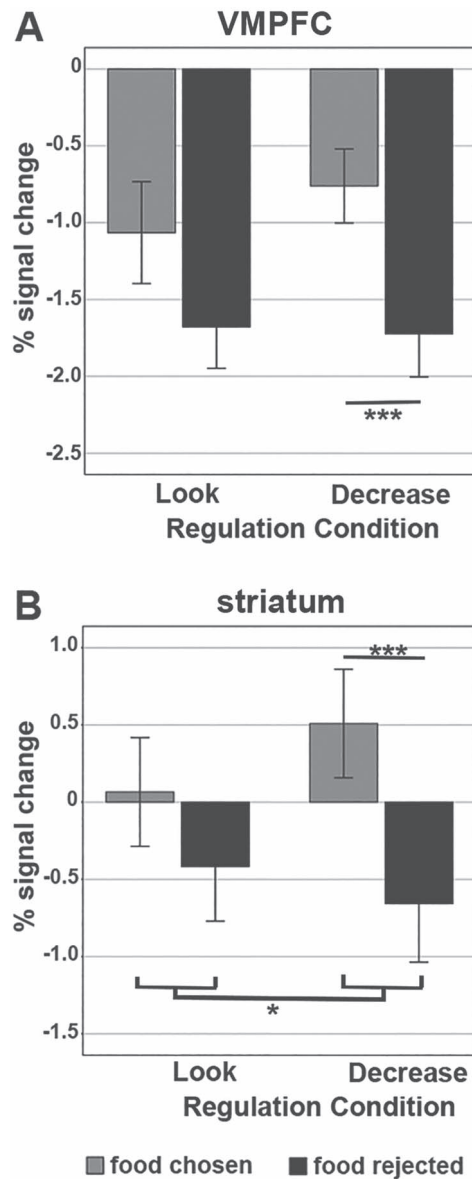 A VMPFC
0
-0.5
-1.0
-1.5
-2.0
-2.5
% signal change
***
Look Decrease
Regulation Condition
B striatum
1.0
0.5
0
-0.5
-1.0
-1.5
% signal change
***
*
Look Decrease
Regulation Condition
food chosen food rejected